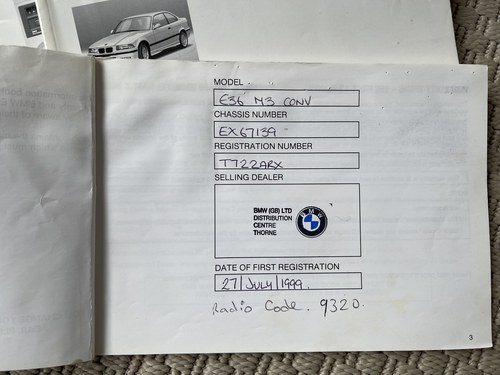 MODEL
E36 M3 CONV
CHASSIS NUMBER
EX67139
REGISTRATION NUMBER
T722ARX
SELLING DEALER
BMW (GB) LTD
DISTRIBUTION
CENTRE
THORNE
BMW
DATE OF FIRST REGISTRATION
27/JULY/1999.
Radio Code. 9320.
3